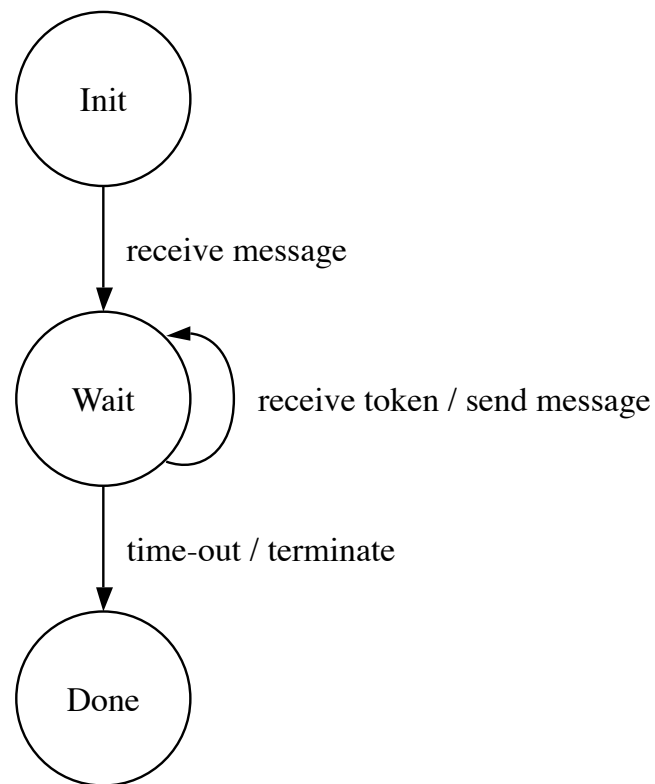 Init
receive message
Wait
receive token / send message
time-out / terminate
Done